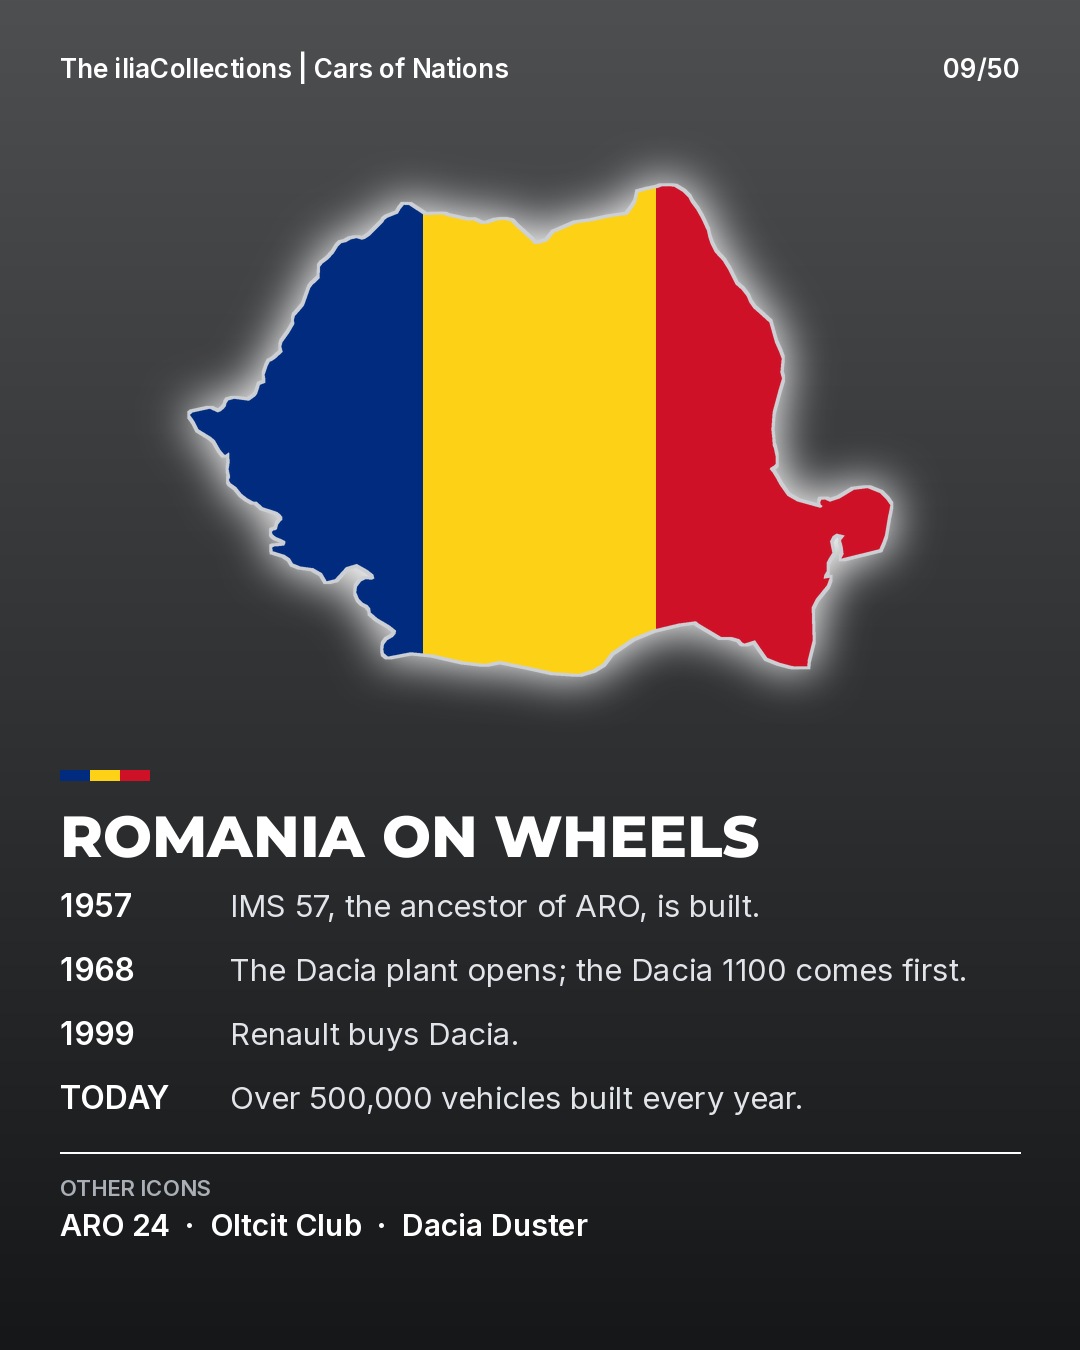 The iliaCollections | Cars of Nations
09/50
ROMANIA ON WHEELS
1957 IMS 57, the ancestor of ARO, is built.
1968 The Dacia plant opens; the Dacia 1100 comes first.
1999 Renault buys Dacia.
TODAY Over 500,000 vehicles built every year.
OTHER ICONS
ARO 24 · Oltcit Club · Dacia Duster